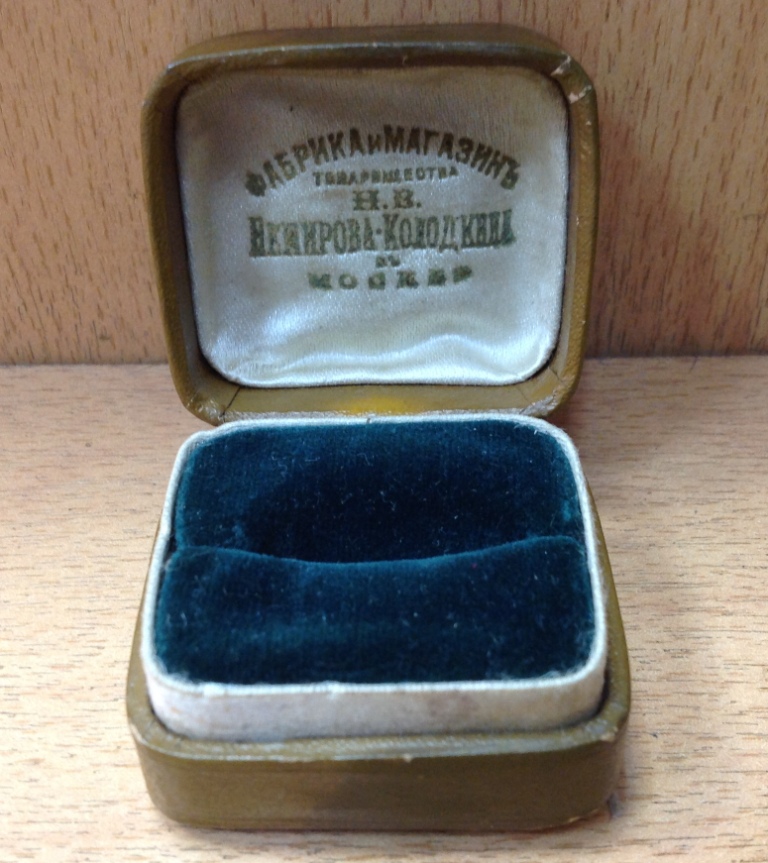 ФАБРИКА и МАГАЗИНЪ
ТОВАРИЩЕСТВА
Н.В.
НЕМИРОВА-КОЛОДКИНА
ВЪ
МОСКВѢ